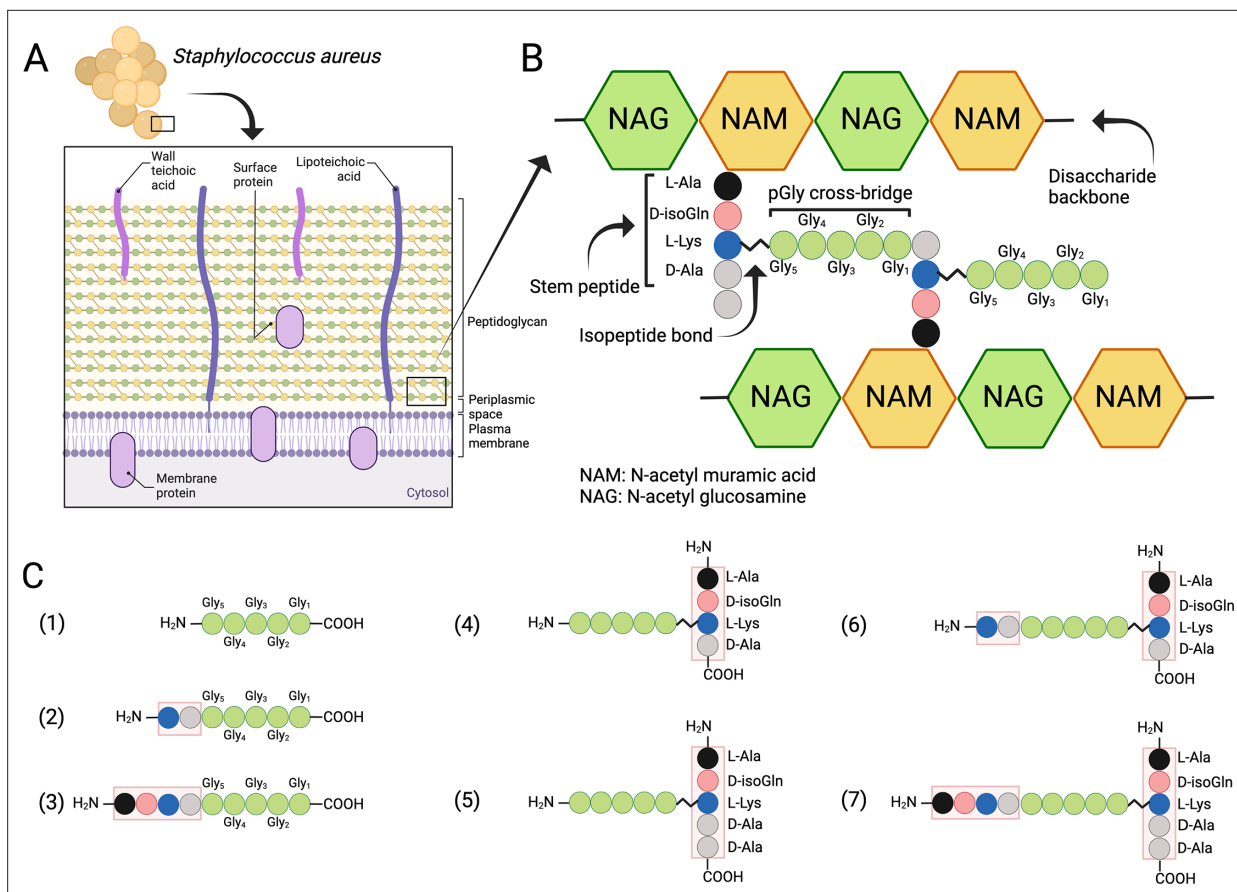 A
Staphylococcus aureus
Wall
teichoic
acid
Surface
protein
Lipoteichoic
acid
Peptidoglycan
Periplasmic
space
Plasma
membrane
Membrane
protein
Cytosol
B
NAG
NAM
NAG
NAM
Disaccharide
backbone
L-Ala
D-isoGln
L-Lys
D-Ala
Stem peptide
pGly cross-bridge
Gly₄
Gly₂
Gly₅
Gly₃
Gly₁
Isopeptide bond
Gly₄
Gly₂
Gly₅
Gly₃
Gly₁
NAG
NAM
NAG
NAM
NAM: N-acetyl muramic acid
NAG: N-acetyl glucosamine
C
(1)
H₂N
Gly₅
Gly₃
Gly₁
Gly₄
Gly₂
COOH
(2)
H₂N
Gly₅
Gly₃
Gly₁
Gly₄
Gly₂
COOH
(3)
H₂N
Gly₅
Gly₃
Gly₁
Gly₄
Gly₂
COOH
(4)
H₂N
H₂N
L-Ala
D-isoGln
L-Lys
D-Ala
COOH
(5)
H₂N
H₂N
L-Ala
D-isoGln
L-Lys
D-Ala
D-Ala
COOH
(6)
H₂N
H₂N
L-Ala
D-isoGln
L-Lys
D-Ala
COOH
(7)
H₂N
H₂N
L-Ala
D-isoGln
L-Lys
D-Ala
D-Ala
COOH